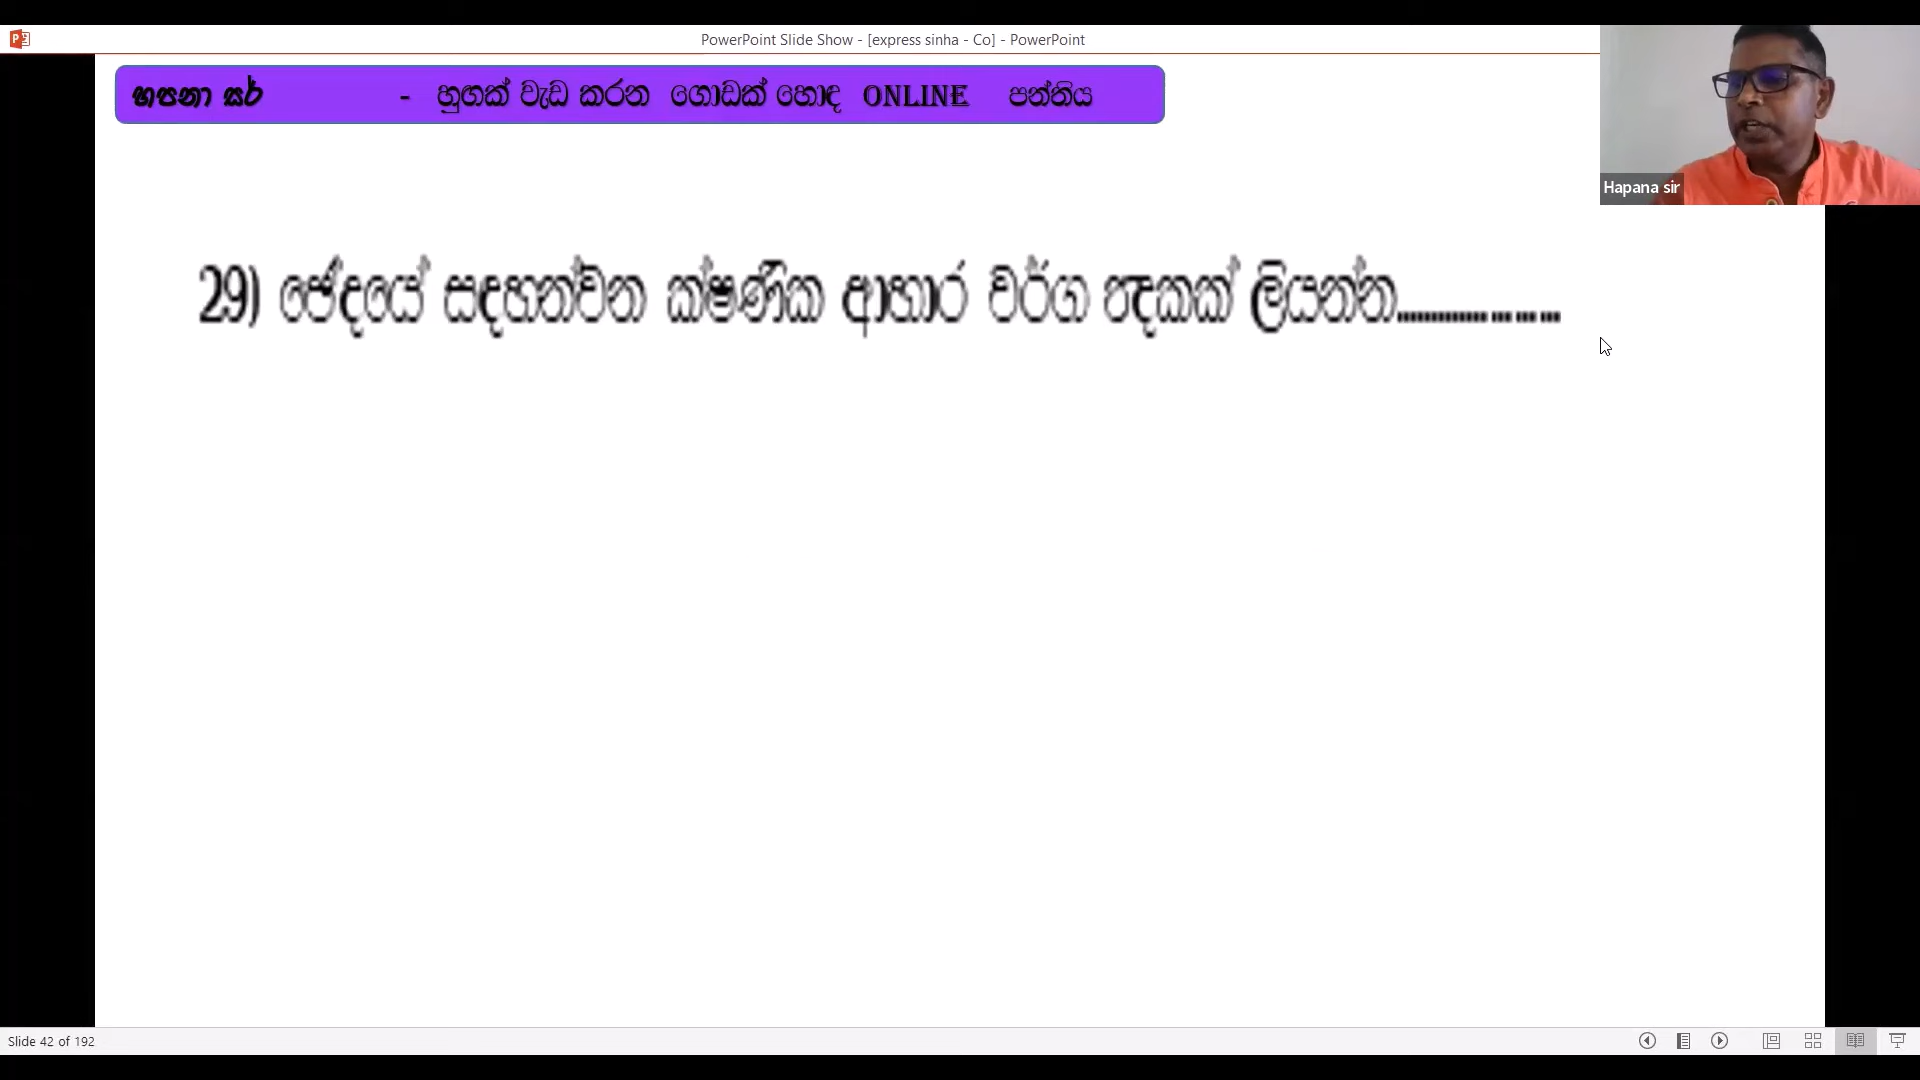 PowerPoint Slide Show - [express sinha - Co] - PowerPoint
හපනා සර් - හුඟක් වැඩ කරන ගොඩක් හොඳ ONLINE පන්තිය
Hapana sir
29) ඡේදයේ සඳහන්වන ක්ෂණික ආහාර වර්ග දෙකක් ලියන්න...................
Slide 42 of 192